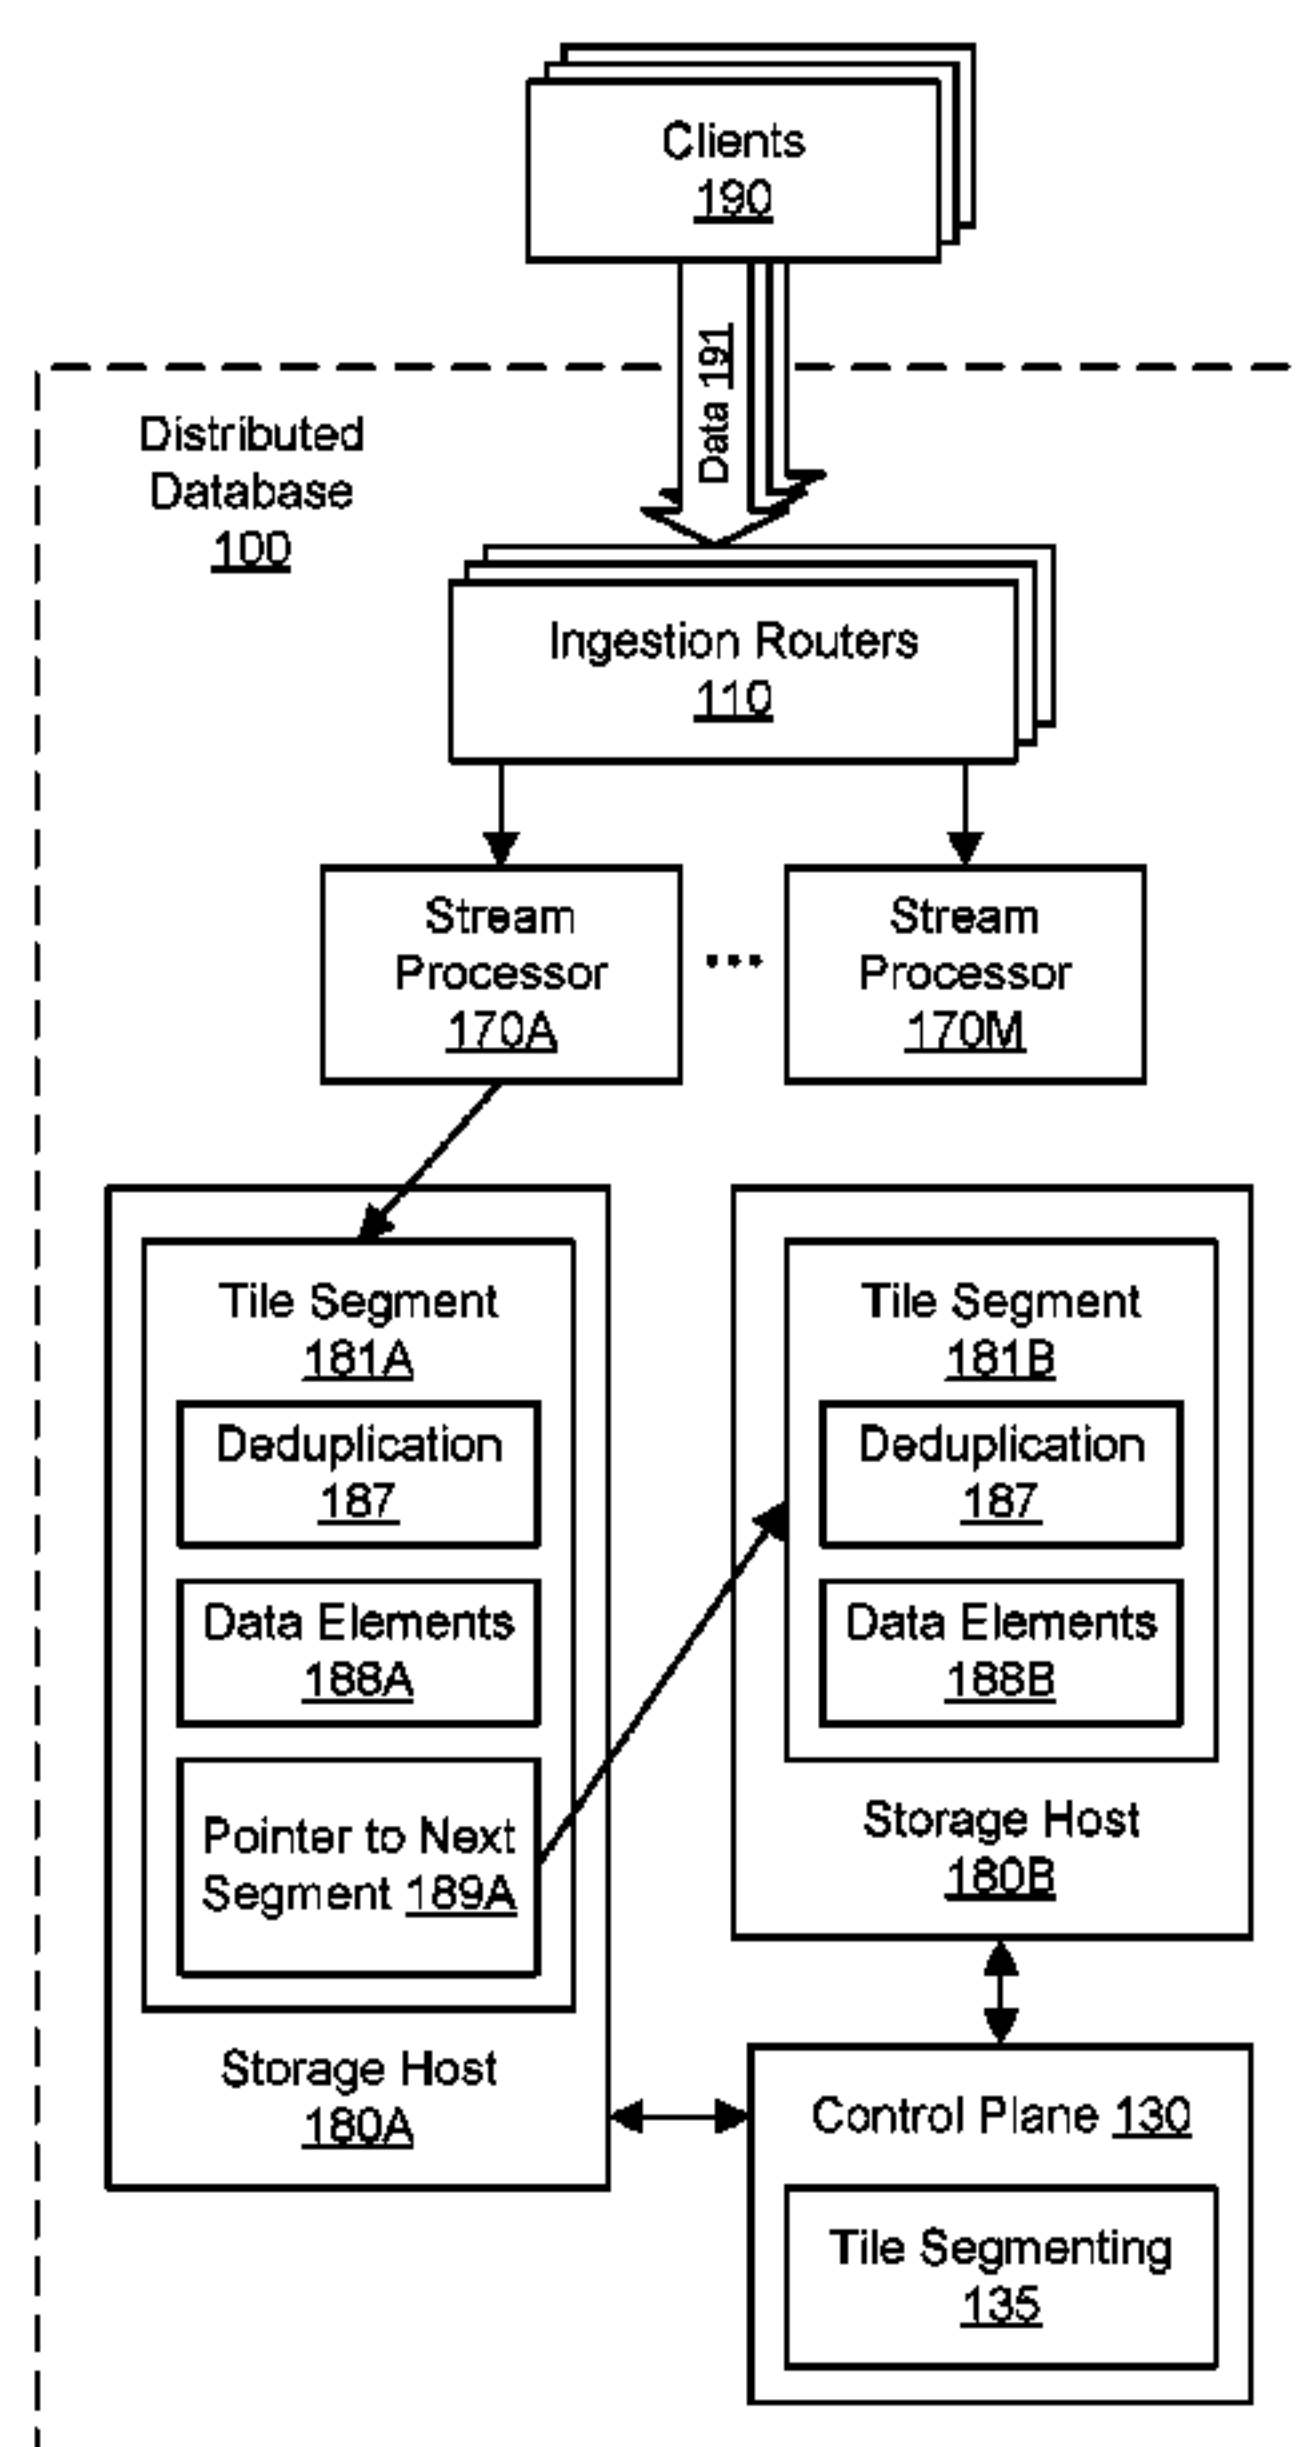 Clients
190
Data 191
Distributed
Database
100
Ingestion Routers
110
Stream
Processor
170A
...
Stream
Processor
170M
Tile Segment
181A
Deduplication
187
Data Elements
188A
Pointer to Next
Segment 189A
Storage Host
180A
Tile Segment
181B
Deduplication
187
Data Elements
188B
Storage Host
180B
Control Plane 130
Tile Segmenting
135